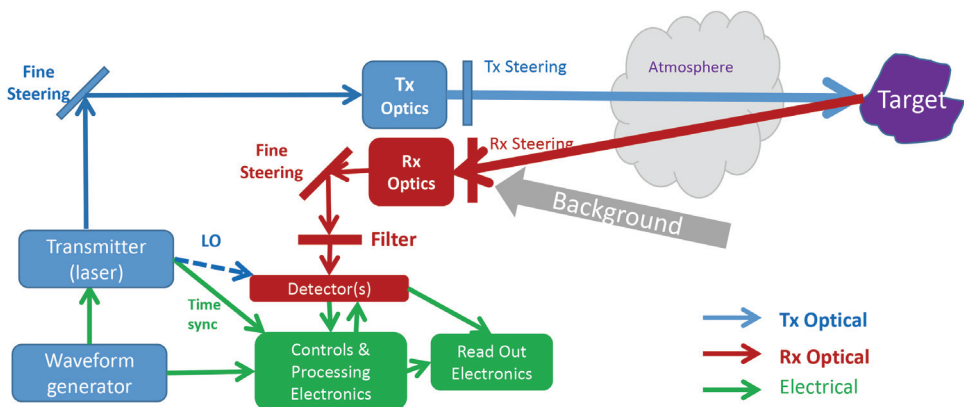 Fine
Steering
Tx
Optics
Tx Steering
Atmosphere
Target
Fine
Steering
Rx
Optics
Rx Steering
Background
Filter
Transmitter
(laser)
LO
Detector(s)
Time
sync
Waveform
generator
Controls &
Processing
Electronics
Read Out
Electronics
Tx Optical
Rx Optical
Electrical